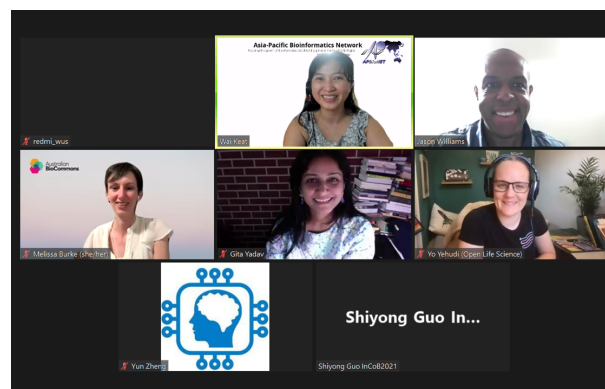 Asia-Pacific Bioinformatics Network
APBioNET
redmi_wus
Wai Keat
Jason Williams
Australian
BioCommons
Melissa Burke (she/her)
Gita Yadav
Yo Yehudi (Open Life Science)
Shiyong Guo In...
Yun Zheng
Shiyong Guo InCoB2021